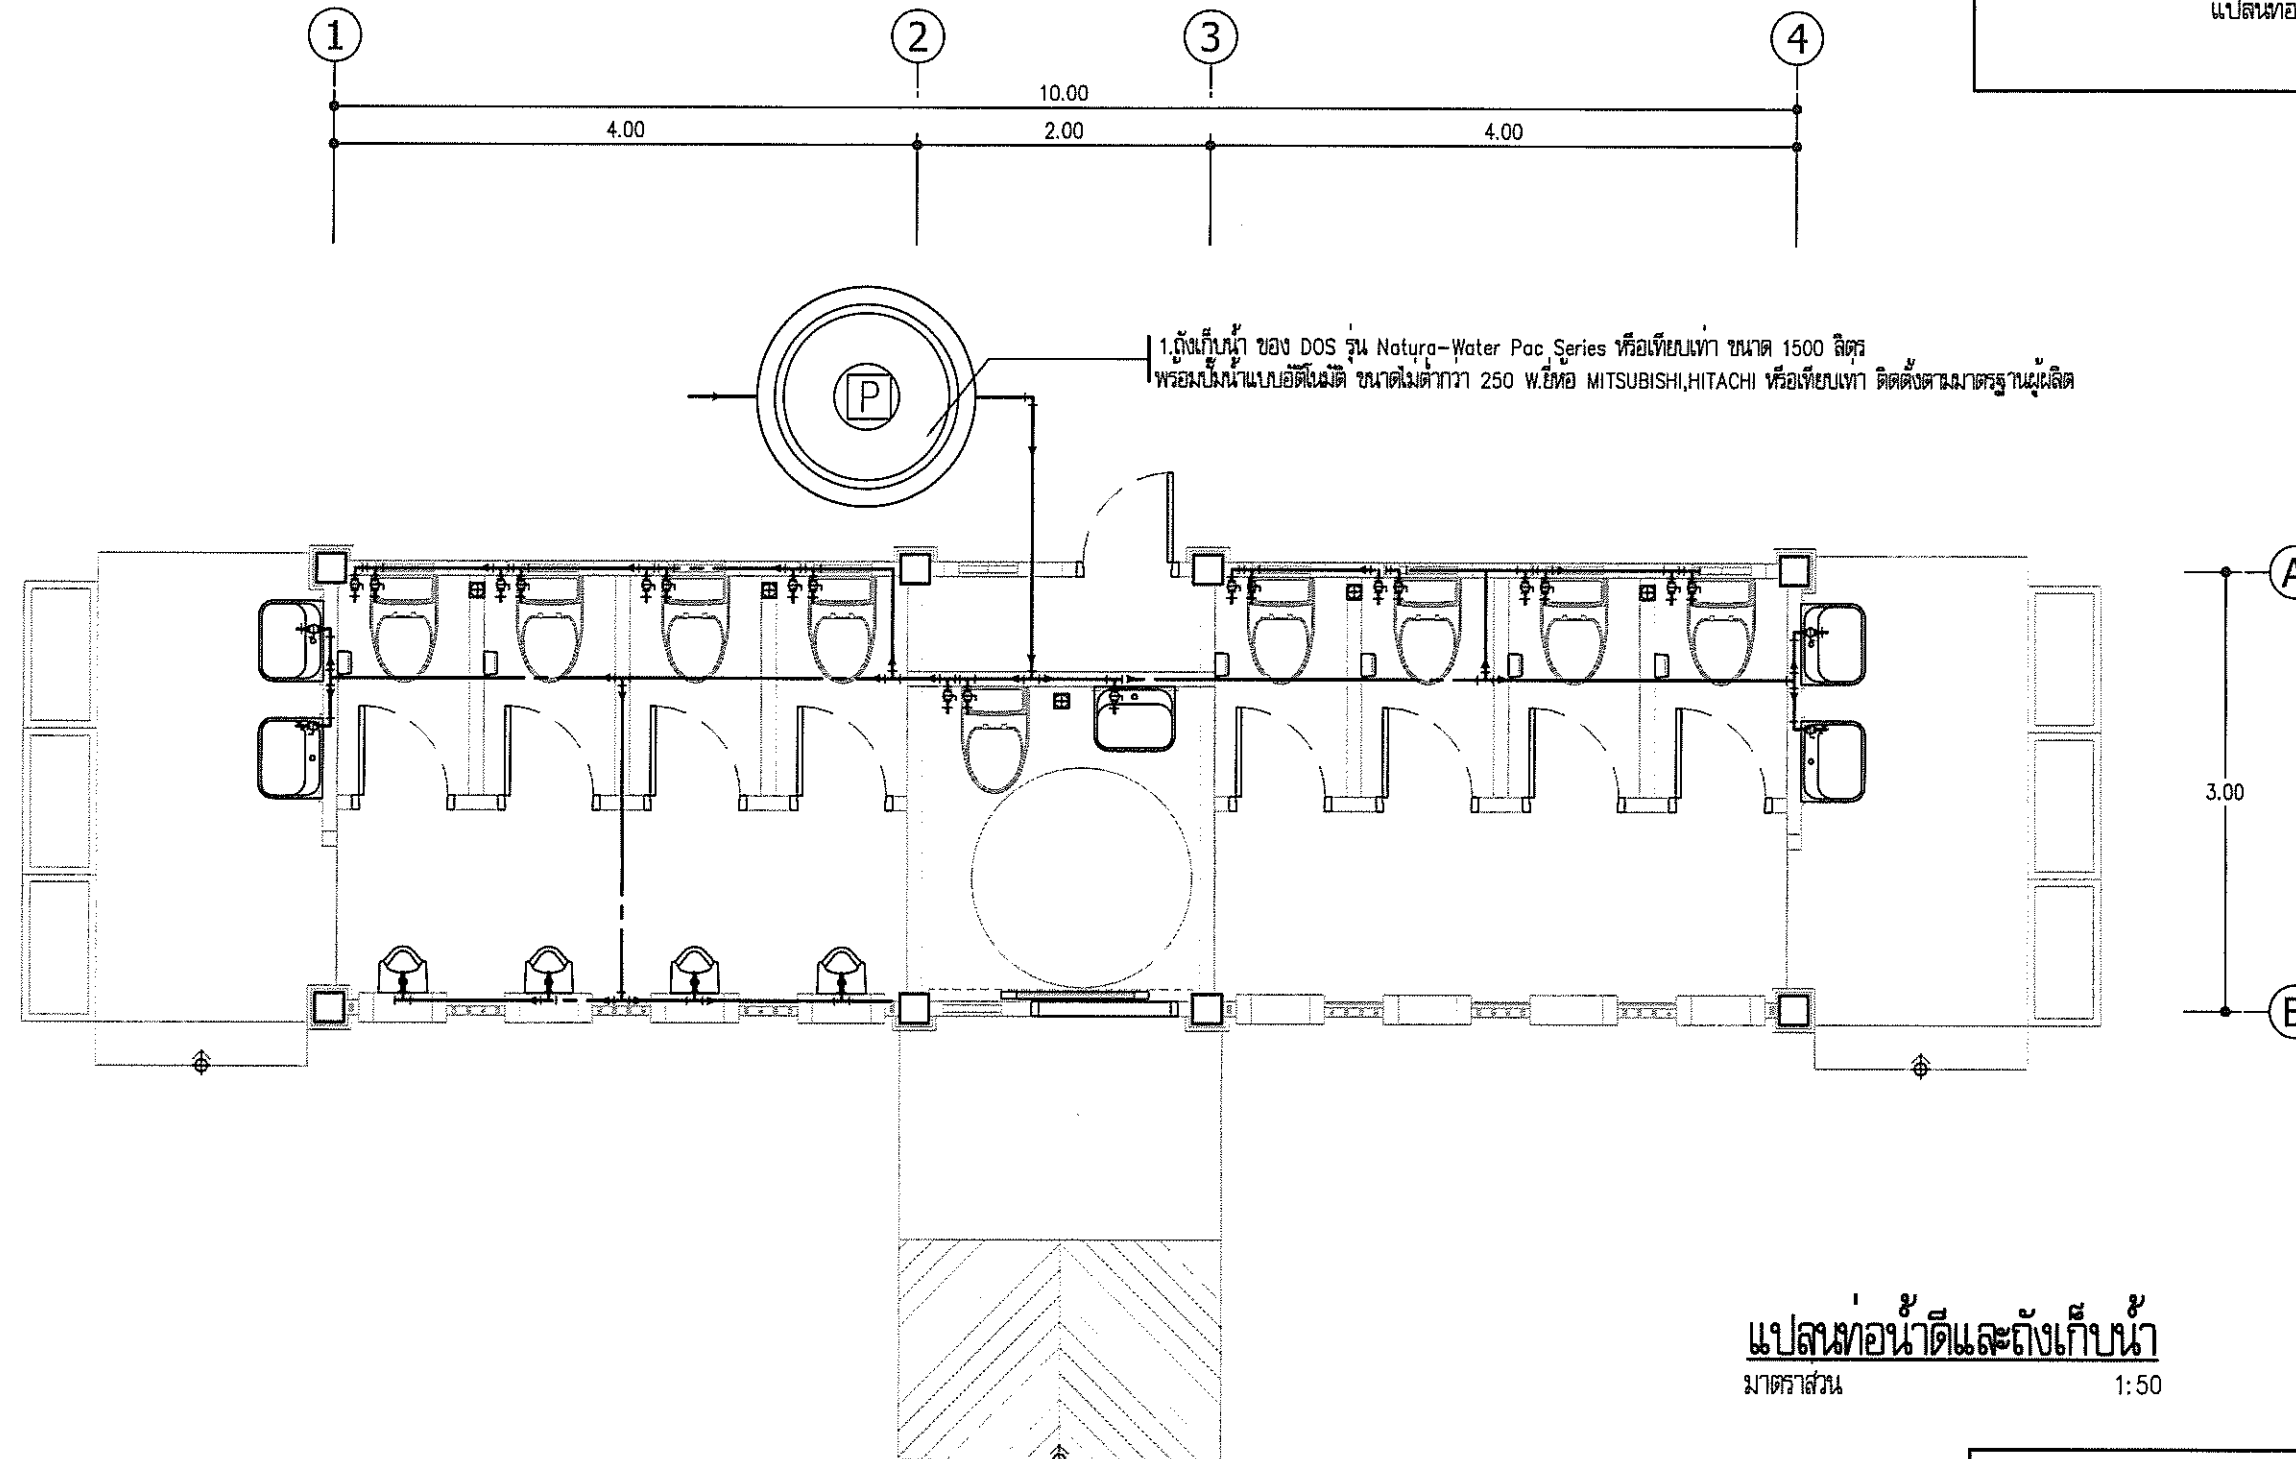 แปลนท่อ
1 2 3 4
10.00
4.00 2.00 4.00
1.ถังเก็บน้ำ ของ DOS รุ่น Natura-Water Pac Series หรือเทียบเท่า ขนาด 1500 ลิตร
พร้อมปั๊มน้ำแบบอัติโนมัติ ขนาดไม่ต่ำกว่า 250 W.ยี่ห้อ MITSUBISHI,HITACHI หรือเทียบเท่า ติดตั้งตามมาตรฐานผู้ผลิต
P
A
3.00
B
แปลนท่อน้ำดีและถังเก็บน้ำ
มาตราส่วน 1:50